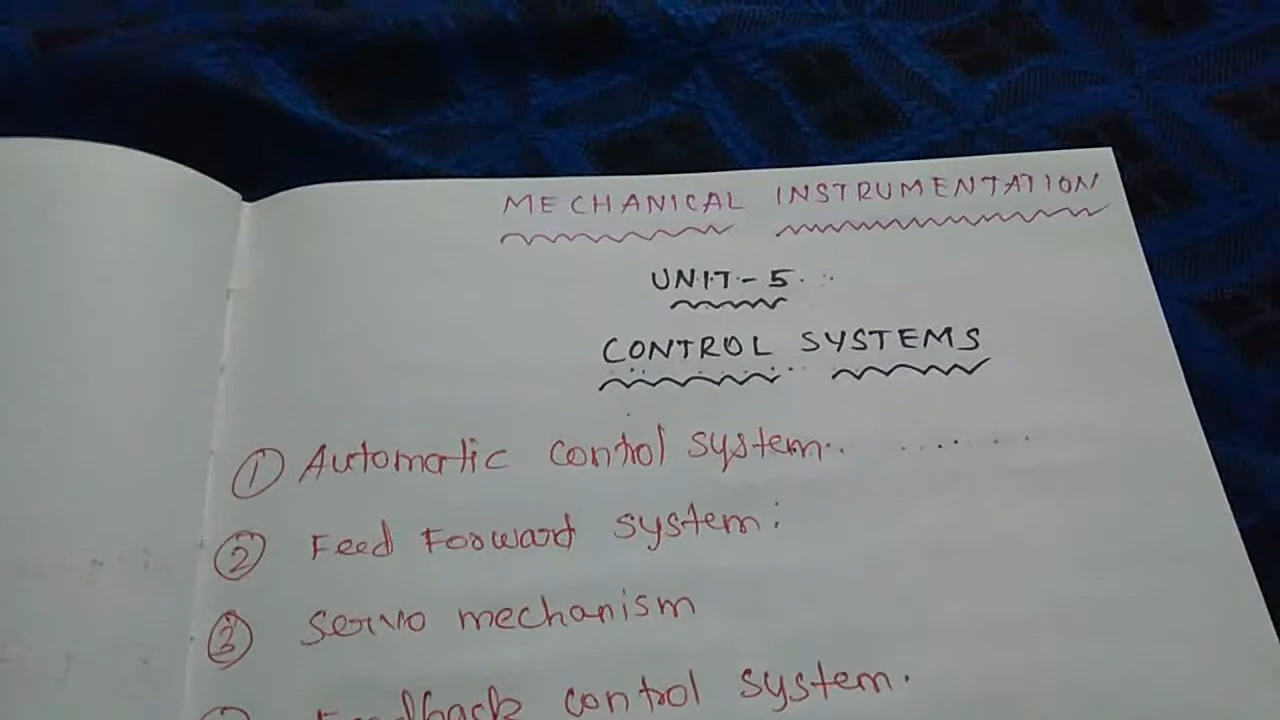 MECHANICAL INSTRUMENTATION
UNIT-5
CONTROL SYSTEMS
① Automatic control system.
② Feed Forward system:
③ Servo mechanism
Feedback control system.